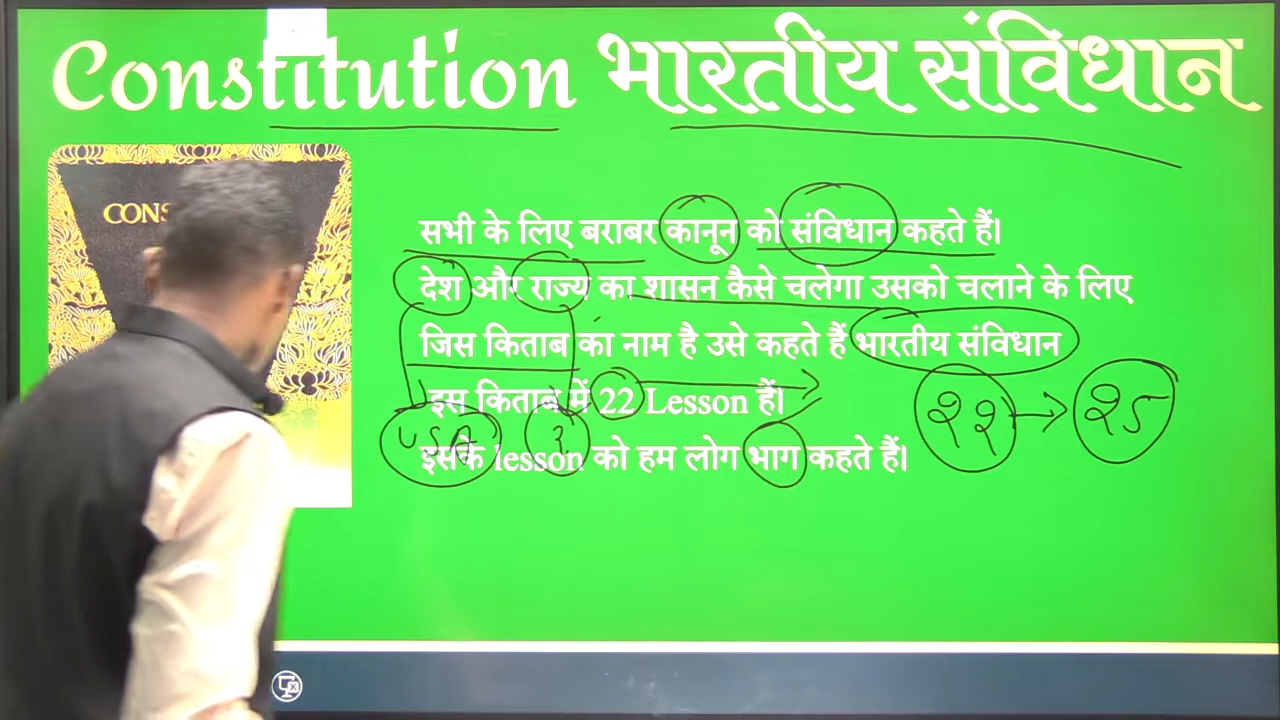 Constitution भारतीय संविधान
CONS
सभी के लिए बराबर कानून को संविधान कहते हैं।
देश और राज्य का शासन कैसे चलेगा उसको चलाने के लिए
जिस किताब का नाम है उसे कहते हैं भारतीय संविधान
इस किताब में 22 Lesson हैं।
२२ → २५
USA ?
इसके lesson को हम लोग भाग कहते हैं।